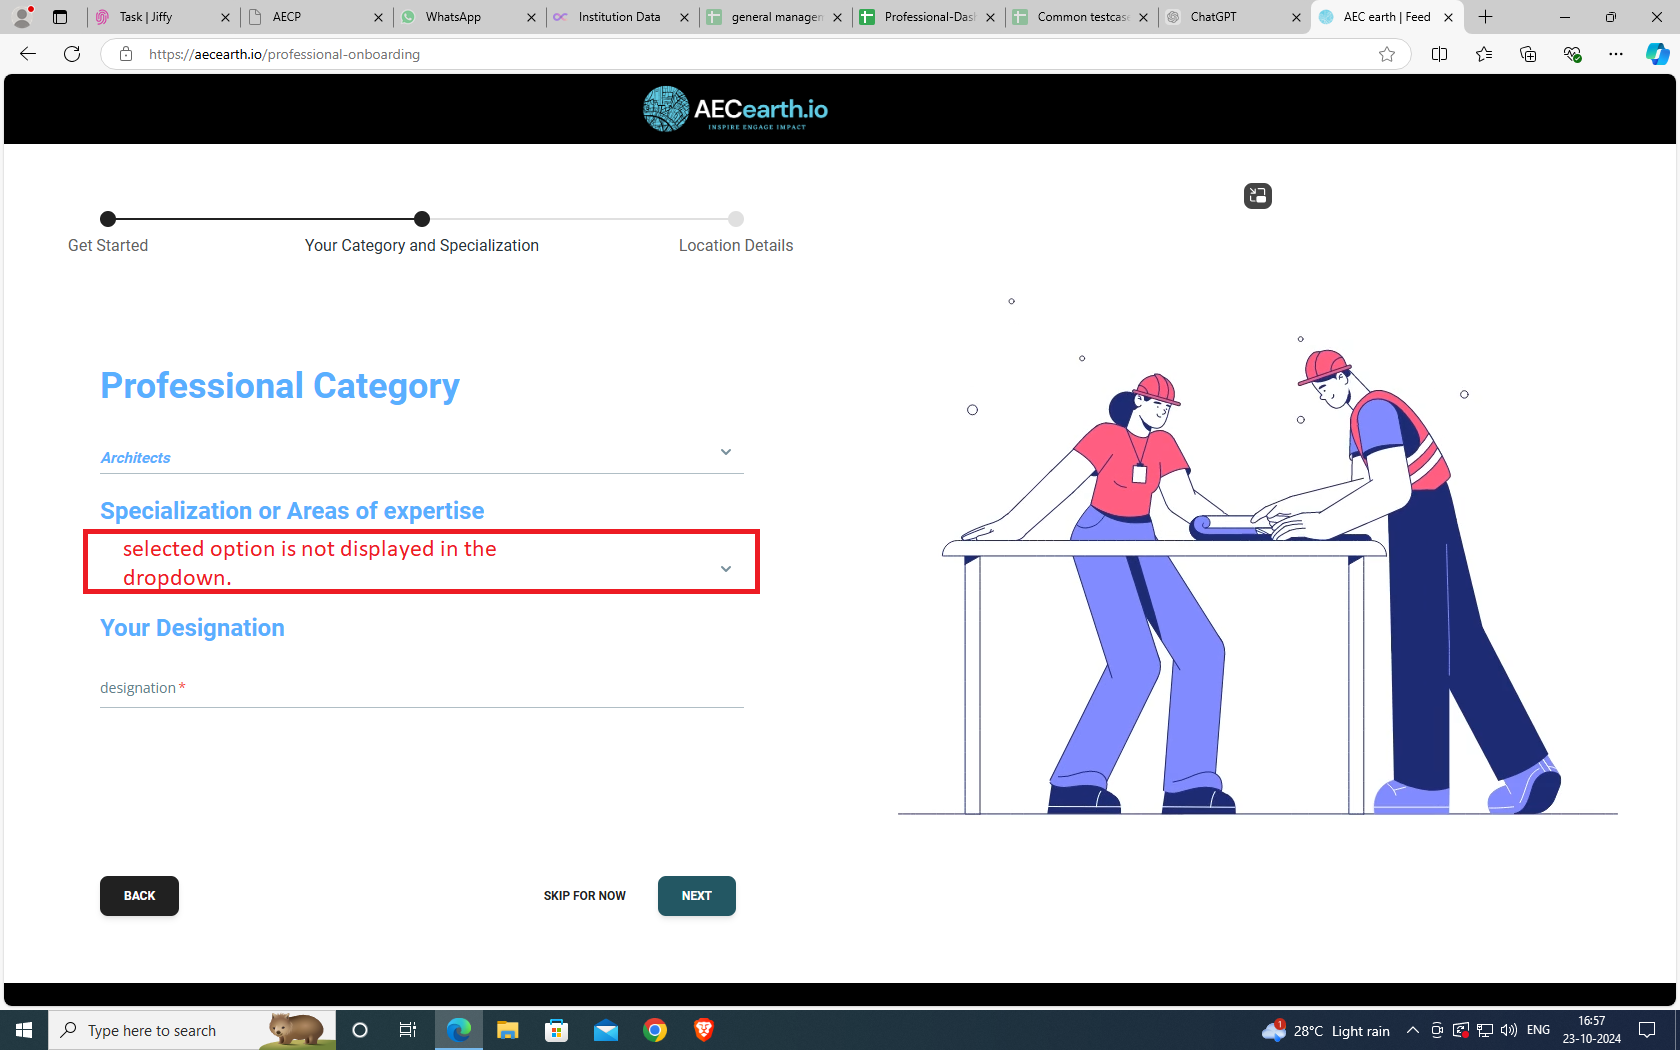 Task | Jiffy
AECP
WhatsApp
Institution Data
general manager
Professional-Das
Common testcase
ChatGPT
AEC earth | Feed
https://aecearth.io/professional-onboarding
AECearth.io
INSPIRE ENGAGE IMPACT
Get Started
Your Category and Specialization
Location Details
Professional Category
Architects
Specialization or Areas of expertise
selected option is not displayed in the
dropdown.
Your Designation
designation *
BACK
SKIP FOR NOW
NEXT
Type here to search
1
28°C Light rain
ENG
16:57
23-10-2024